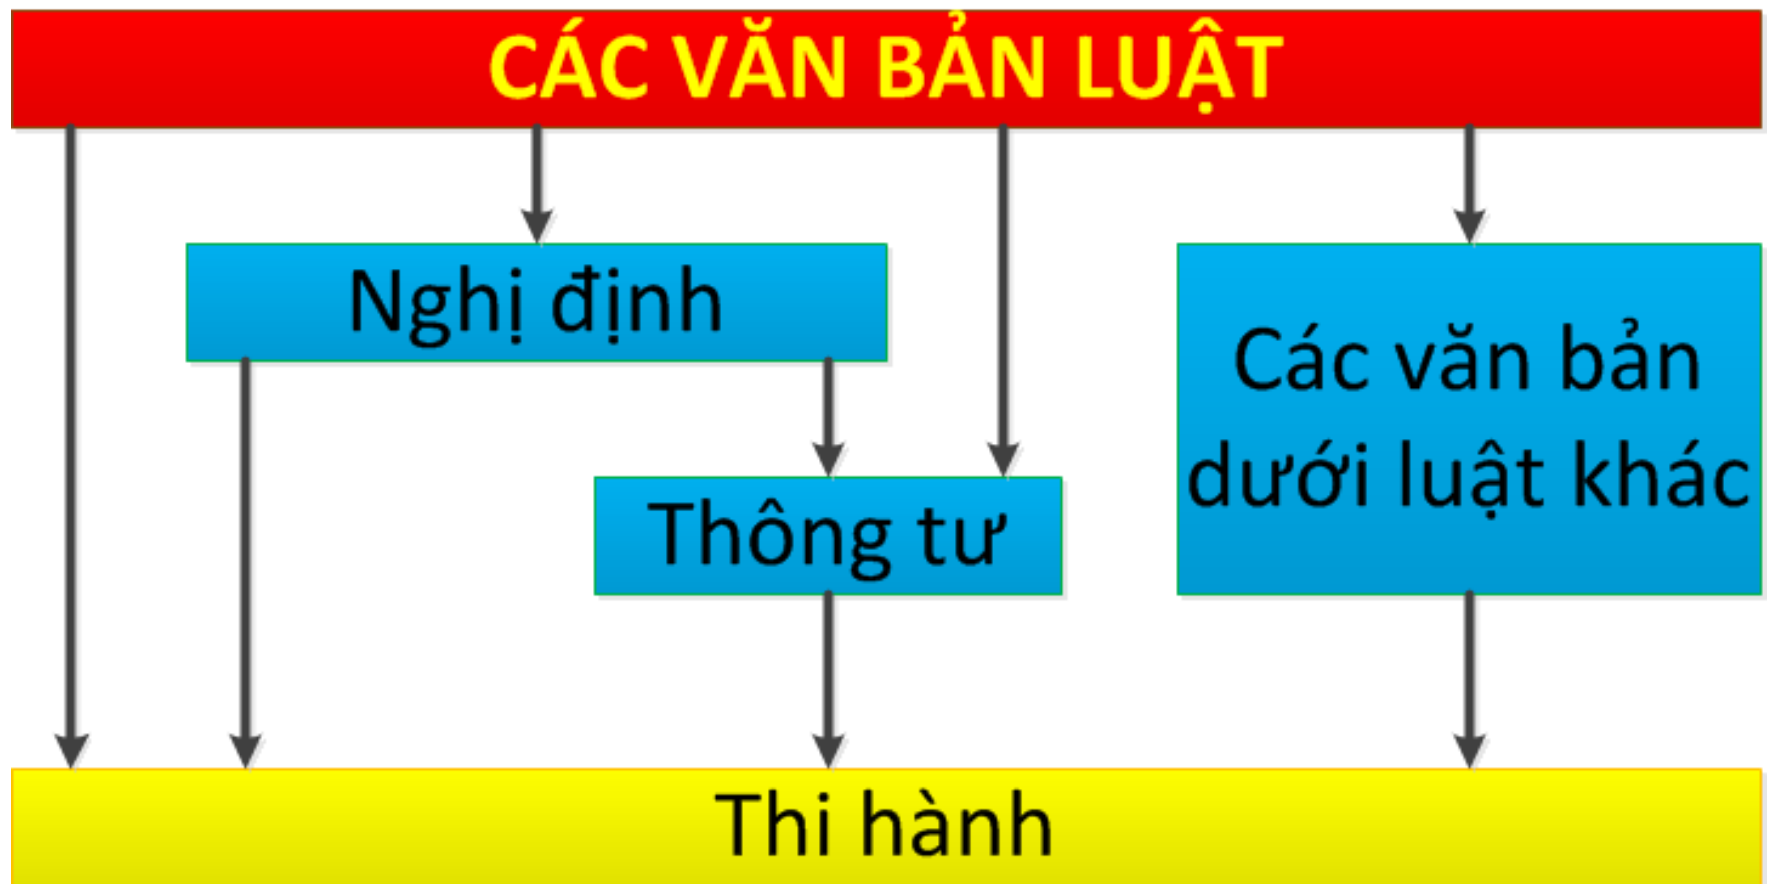 CÁC VĂN BẢN LUẬT
Nghị định
Các văn bản
dưới luật khác
Thông tư
Thi hành